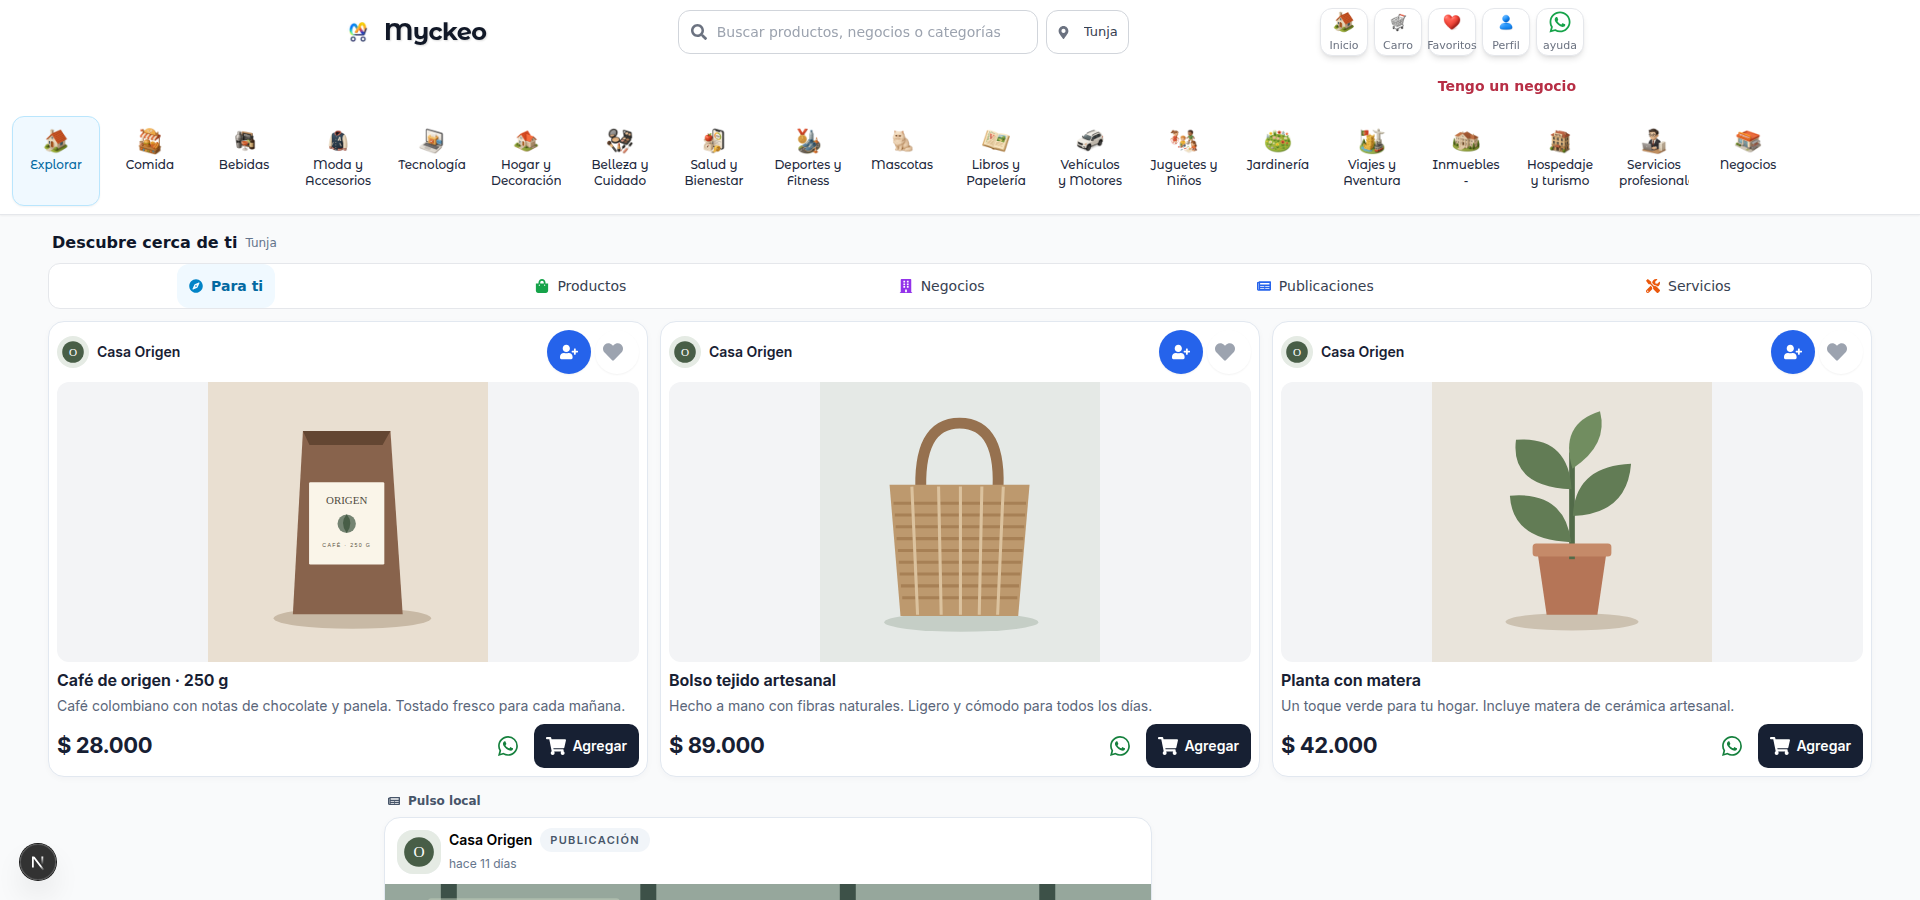 Myckeo
Buscar productos, negocios o categorías
Tunja
Inicio
Carro
Favoritos
Perfil
ayuda
Tengo un negocio
Explorar
Comida
Bebidas
Moda y
Accesorios
Tecnología
Hogar y
Decoración
Belleza y
Cuidado
Salud y
Bienestar
Deportes y
Fitness
Mascotas
Libros y
Papelería
Vehículos
y Motores
Juguetes y
Niños
Jardinería
Viajes y
Aventura
Inmuebles
-
Hospedaje
y turismo
Servicios
profesional
Negocios
Descubre cerca de ti Tunja
Para ti
Productos
Negocios
Publicaciones
Servicios
O Casa Origen
O Casa Origen
O Casa Origen
ORIGEN
CAFÉ · 250 G
Café de origen · 250 g
Café colombiano con notas de chocolate y panela. Tostado fresco para cada mañana.
$ 28.000
Agregar
Bolso tejido artesanal
Hecho a mano con fibras naturales. Ligero y cómodo para todos los días.
$ 89.000
Agregar
Planta con matera
Un toque verde para tu hogar. Incluye matera de cerámica artesanal.
$ 42.000
Agregar
Pulso local
O
Casa Origen PUBLICACIÓN
hace 11 días
N